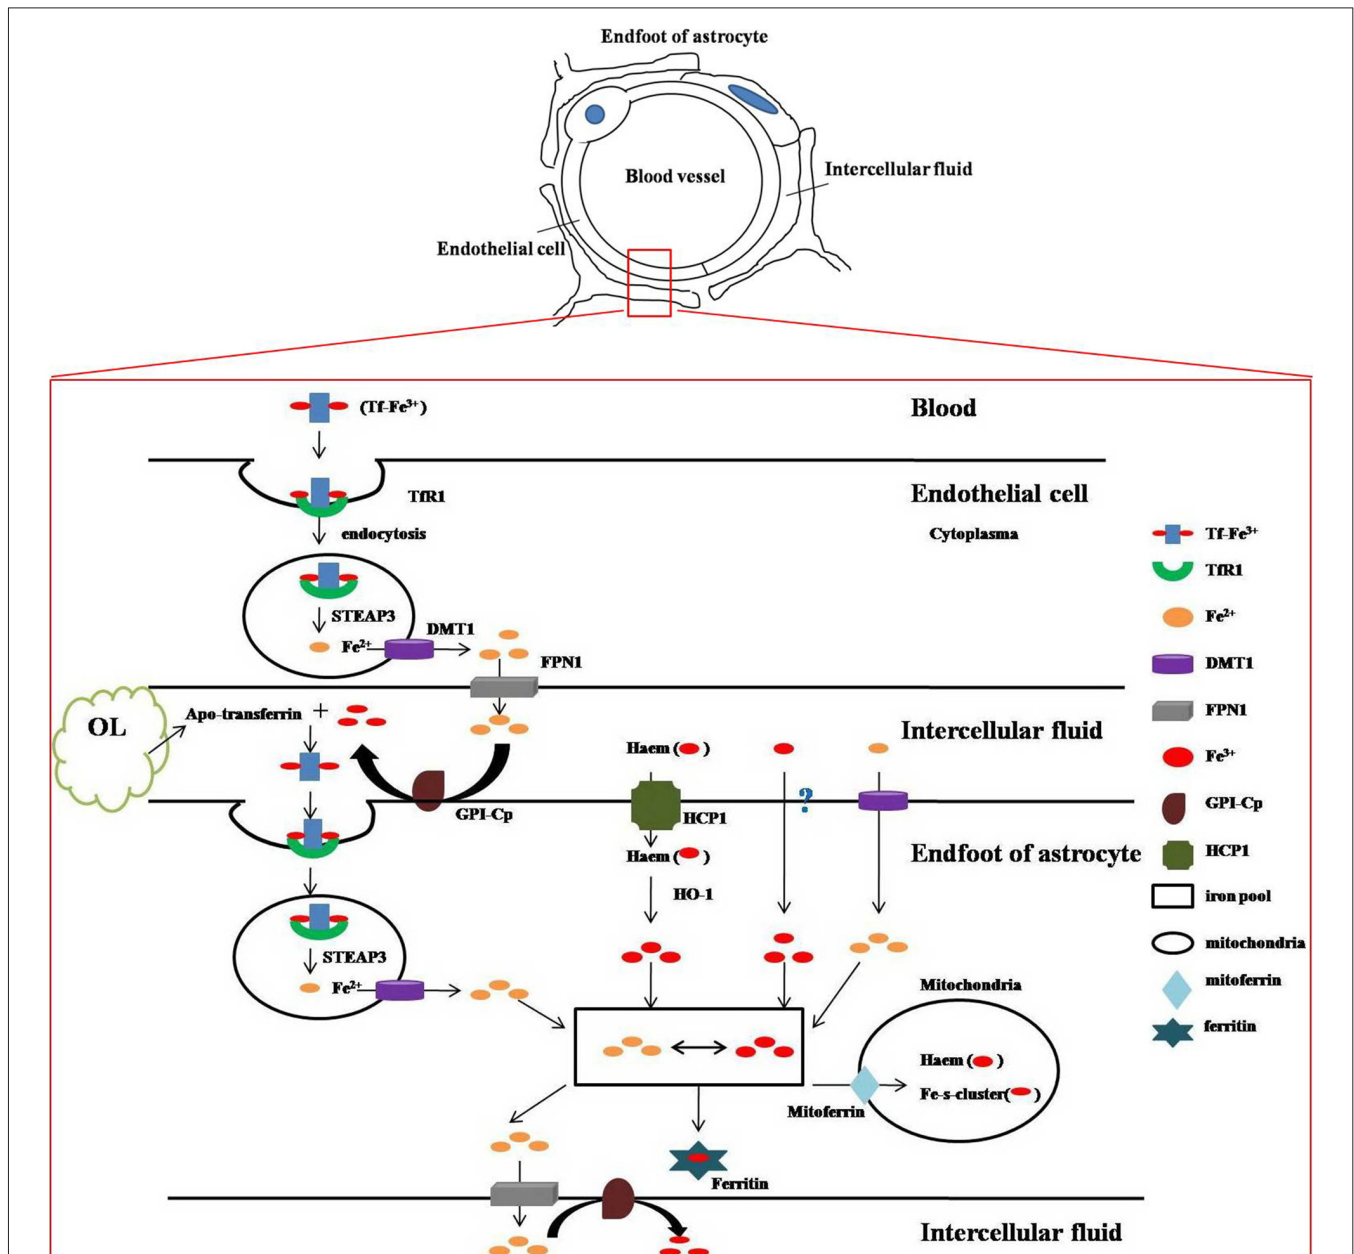 Endfoot of astrocyte
Blood vessel
Intercellular fluid
Endothelial cell
(Tf-Fe³⁺)
Blood
TfR1
Endothelial cell
endocytosis
Cytoplasma
STEAP3
Fe²⁺
DMT1
FPN1
OL
Apo-transferrin +
Intercellular fluid
Haem ( )
?
GPI-Cp
HCP1
Haem ( )
Endfoot of astrocyte
HO-1
STEAP3
Fe²⁺
Mitochondria
Haem ( )
Fe-s-cluster( )
Mitoferrin
Ferritin
Intercellular fluid
Tf-Fe³⁺
TfR1
Fe²⁺
DMT1
FPN1
Fe³⁺
GPI-Cp
HCP1
iron pool
mitochondria
mitoferrin
ferritin